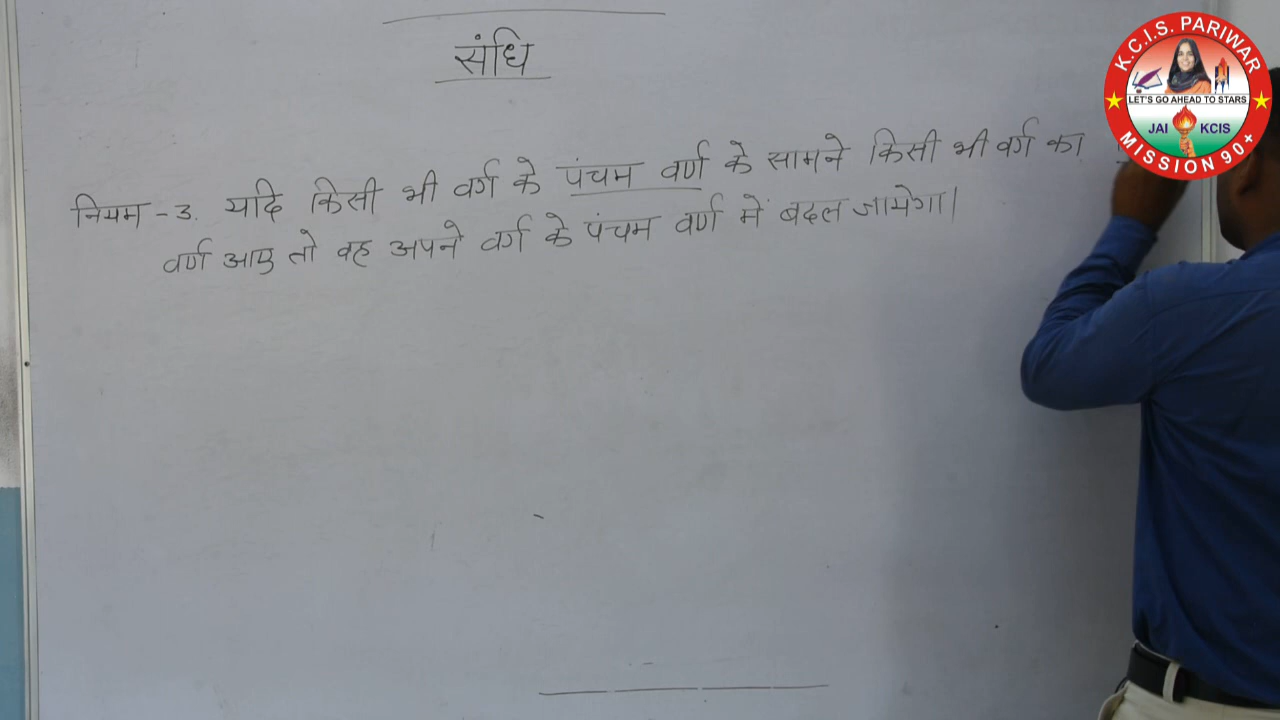 संधि
नियम -3. यदि किसी भी वर्ग के पंचम वर्ण के सामने किसी भी वर्ग का
वर्ण आए तो वह अपने वर्ग के पंचम वर्ण में बदल जायेगा।
K.C.I.S. PARIWAR
LET'S GO AHEAD TO STARS
JAI KCIS
MISSION 90+